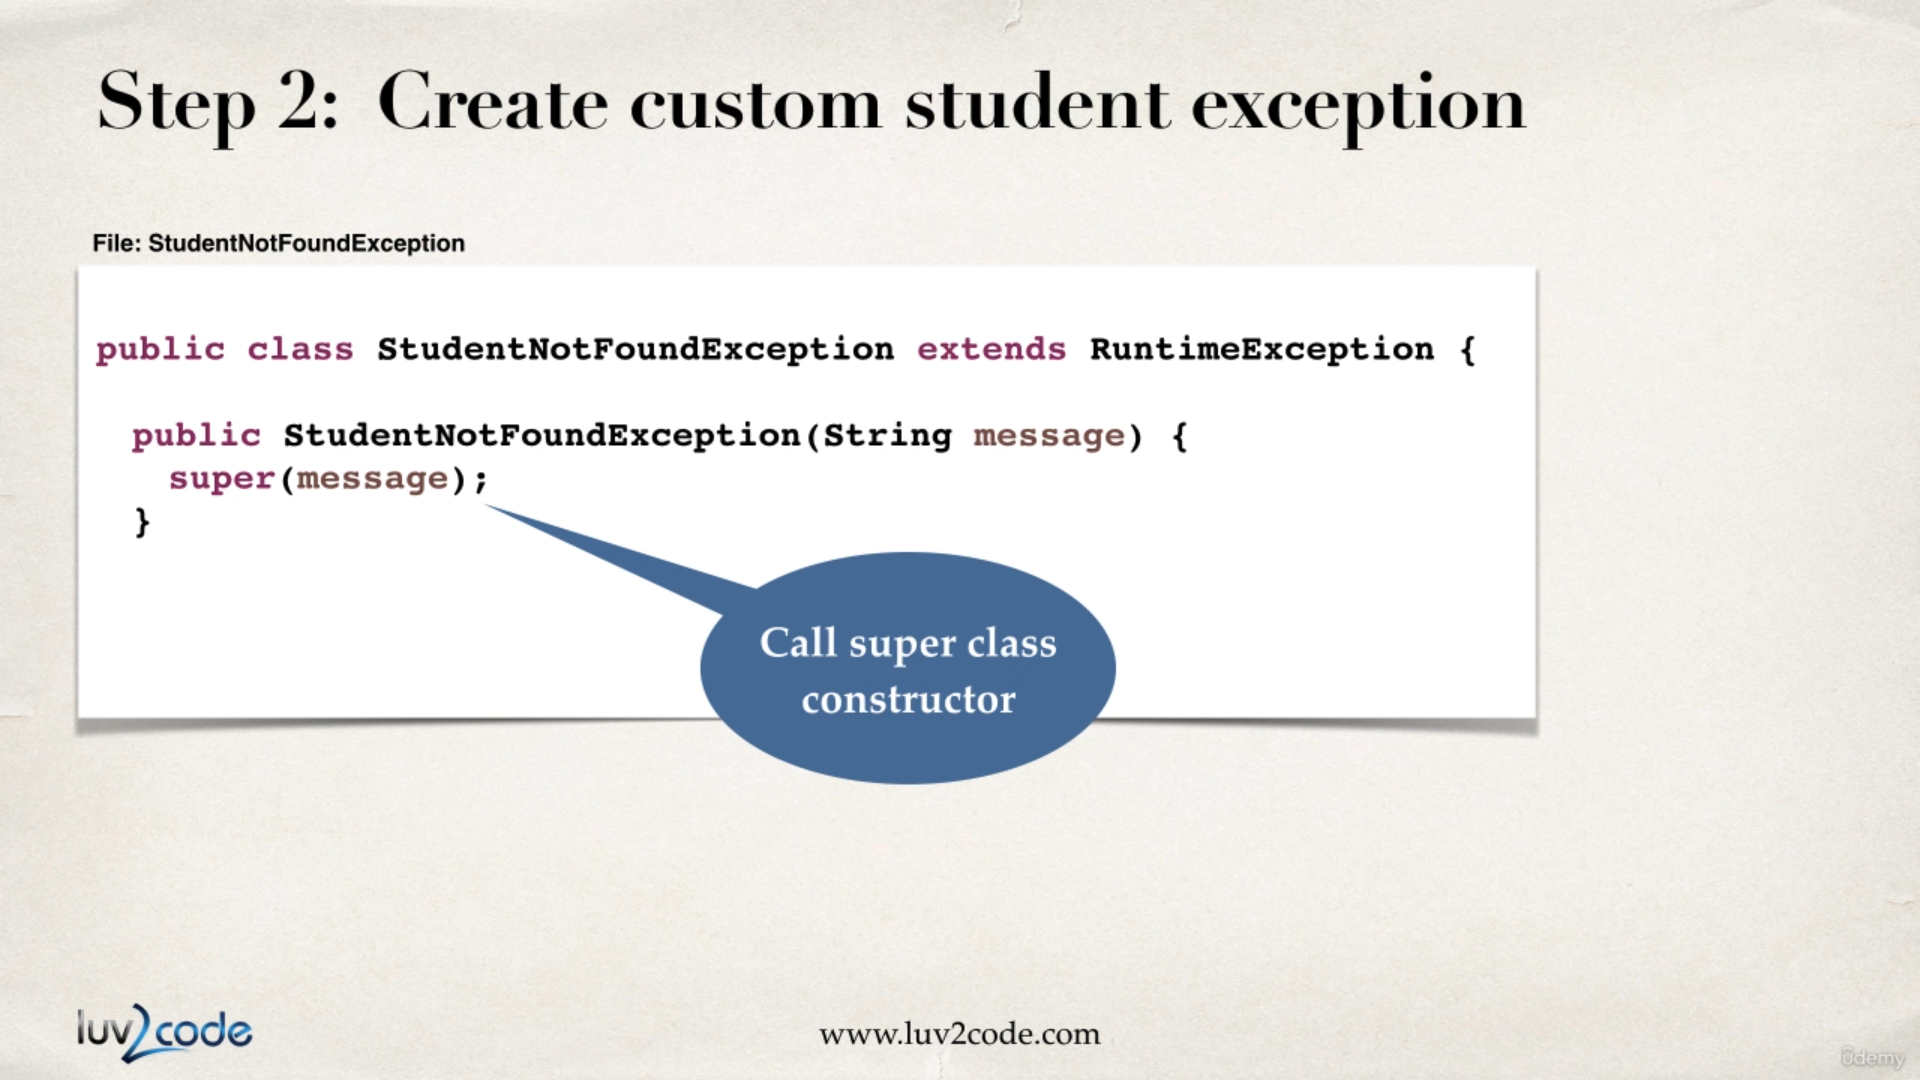 Step 2: Create custom student exception
File: StudentNotFoundException
public class StudentNotFoundException extends RuntimeException {
public StudentNotFoundException(String message) {
super(message);
}
Call super class
constructor
luv2code
www.luv2code.com
ûdemy